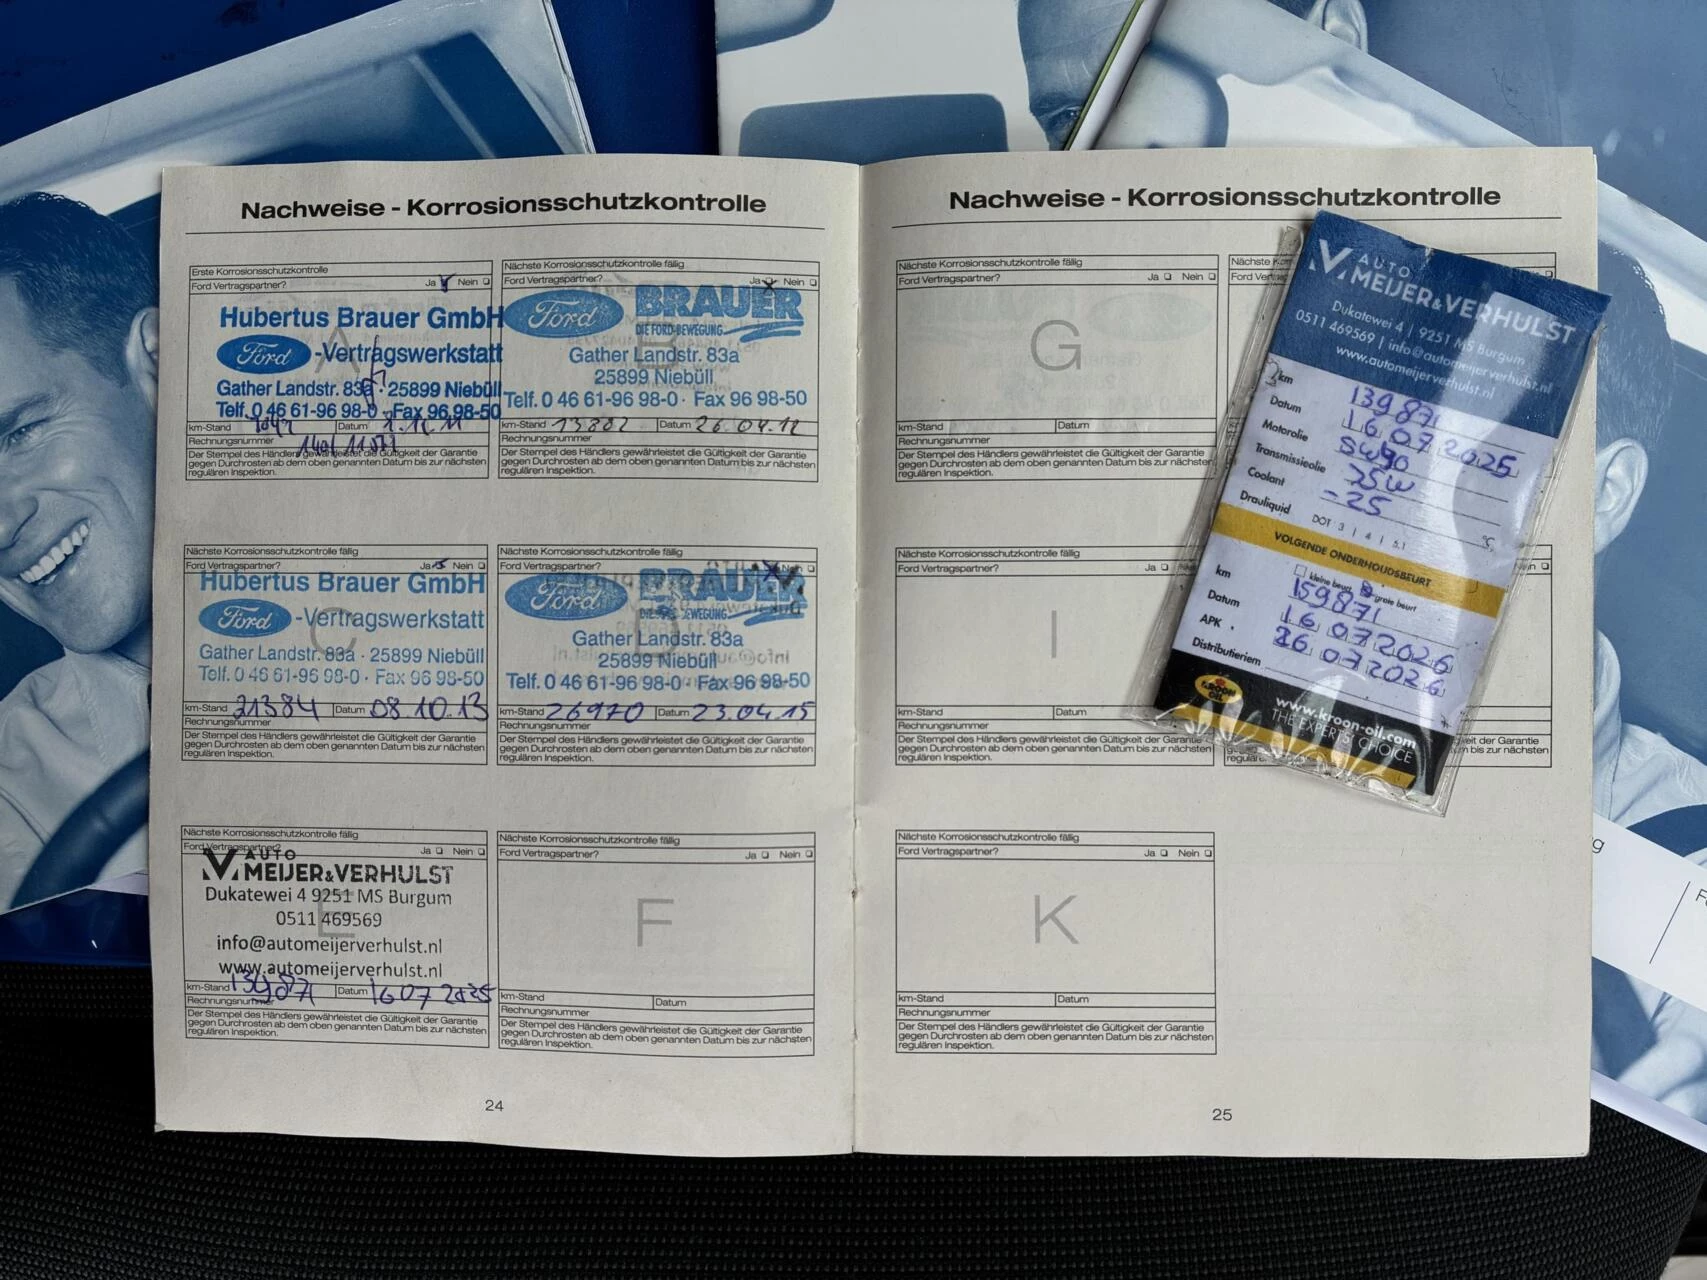 Nachweise - Korrosionsschutzkontrolle
Erste Korrosionsschutzkontrolle
Ford Vertragspartner? Ja Nein
Hubertus Brauer GmbH
Ford -Vertragswerkstatt
Gather Landstr. 83a · 25899 Niebüll
Telf. 0 46 61-96 98-0 · Fax 96 98-50
km-Stand Datum
Rechnungsnummer
Der Stempel des Händlers gewährleistet die Gültigkeit der Garantie
gegen Durchrosten ab dem oben genannten Datum bis zur nächsten
regulären Inspektion.
Nächste Korrosionsschutzkontrolle fällig
Ford Vertragspartner? Ja Nein
Ford BRAUER
DIE FORD-BEWEGUNG
Gather Landstr. 83a
25899 Niebüll
Telf. 0 46 61-96 98-0 · Fax 96 98-50
km-Stand 13802 Datum 26.04.12
Rechnungsnummer
Der Stempel des Händlers gewährleistet die Gültigkeit der Garantie
gegen Durchrosten ab dem oben genannten Datum bis zur nächsten
regulären Inspektion.
Nächste Korrosionsschutzkontrolle fällig
Ford Vertragspartner? Ja Nein
Hubertus Brauer GmbH
C
Ford -Vertragswerkstatt
Gather Landstr. 83a · 25899 Niebüll
Telf. 0 46 61-96 98-0 · Fax 96 98-50
km-Stand 21384 Datum 08.10.13
Rechnungsnummer
Der Stempel des Händlers gewährleistet die Gültigkeit der Garantie
gegen Durchrosten ab dem oben genannten Datum bis zur nächsten
regulären Inspektion.
Nächste Korrosionsschutzkontrolle fällig
Ford Vertragspartner? Nein
Ford BRAUER
Gather Landstr. 83a
25899 Niebüll
Telf. 0 46 61-96 98-0 · Fax 96 98-50
km-Stand 26970 Datum 23.04.15
Rechnungsnummer
Der Stempel des Händlers gewährleistet die Gültigkeit der Garantie
gegen Durchrosten ab dem oben genannten Datum bis zur nächsten
regulären Inspektion.
Nächste Korrosionsschutzkontrolle fällig
Ford Vertragspartner? Ja Nein
AUTO
MEIJER&VERHULST
Dukatewei 4 9251 MS Burgum
E
0511 469569
info@automeijerverhulst.nl
www.automeijerverhulst.nl
km-Stand 139871 Datum 16 07 2025
Rechnungsnummer
Der Stempel des Händlers gewährleistet die Gültigkeit der Garantie
gegen Durchrosten ab dem oben genannten Datum bis zur nächsten
regulären Inspektion.
Nächste Korrosionsschutzkontrolle fällig
Ford Vertragspartner? Ja Nein
F
km-Stand Datum
Rechnungsnummer
Der Stempel des Händlers gewährleistet die Gültigkeit der Garantie
gegen Durchrosten ab dem oben genannten Datum bis zur nächsten
regulären Inspektion.
24
Nachweise - Korrosionsschutzkontrolle
Nächste Korrosionsschutzkontrolle fällig
Ford Vertragspartner? Ja Nein
G
km-Stand Datum
Rechnungsnummer
Der Stempel des Händlers gewährleistet die Gültigkeit der Garantie
gegen Durchrosten ab dem oben genannten Datum bis zur nächsten
regulären Inspektion.
Nächste Korrosionsschutzkontrolle fällig
Ford Vertragspartner? Ja
I
km-Stand Datum
Rechnungsnummer
Der Stempel des Händlers gewährleistet die Gültigkeit der Garantie
gegen Durchrosten ab dem oben genannten Datum bis zur nächsten
regulären Inspektion.
Nächste Korrosionsschutzkontrolle fällig
Ford Vertragspartner? Ja Nein
K
km-Stand Datum
Rechnungsnummer
Der Stempel des Händlers gewährleistet die Gültigkeit der Garantie
gegen Durchrosten ab dem oben genannten Datum bis zur nächsten
regulären Inspektion.
25
AUTO
MEIJER&VERHULST
Dukatewei 4 | 9251 MS Burgum
0511 469569 | info@automeijerverhulst.nl
www.automeijerverhulst.nl
km 139871
Datum 16 07 2025
Motorolie 5W30
Transmissieolie 75W
Coolant -25 °C
Drauliquid DOT 3 | 4 | 5.1
VOLGENDE ONDERHOUDSBEURT
kleine beurt grote beurt
km 159871
Datum 16 07 2026
APK 26 07 2026
Distributieriem
KROON OIL
www.kroon-oil.com
THE EXPERTS' CHOICE